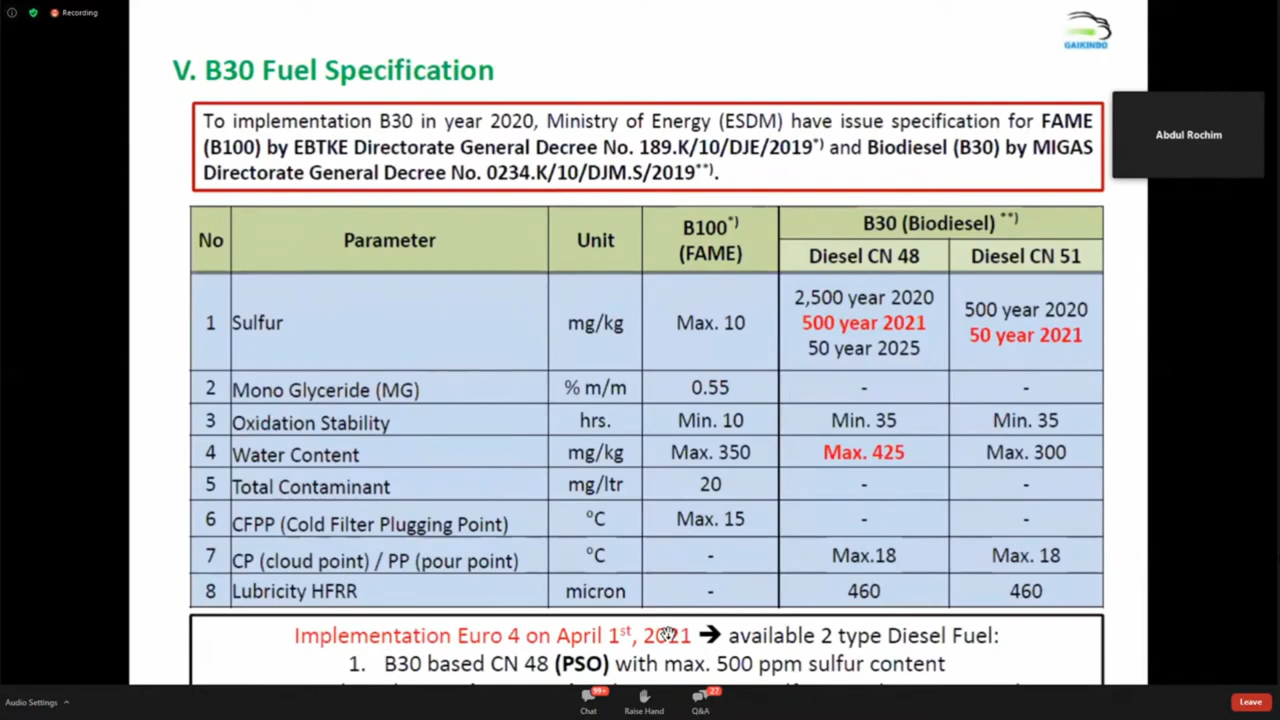 Recording
GAIKINDO
V. B30 Fuel Specification
To implementation B30 in year 2020, Ministry of Energy (ESDM) have issue specification for FAME
(B100) by EBTKE Directorate General Decree No. 189.K/10/DJE/2019*) and Biodiesel (B30) by MIGAS
Directorate General Decree No. 0234.K/10/DJM.S/2019**).
Abdul Rochim
No Parameter Unit B100*) (FAME) B30 (Biodiesel) **)
Diesel CN 48 Diesel CN 51
1 Sulfur mg/kg Max. 10 2,500 year 2020 500 year 2020
500 year 2021 50 year 2021
50 year 2025
2 Mono Glyceride (MG) % m/m 0.55 - -
3 Oxidation Stability hrs. Min. 10 Min. 35 Min. 35
4 Water Content mg/kg Max. 350 Max. 425 Max. 300
5 Total Contaminant mg/ltr 20 - -
6 CFPP (Cold Filter Plugging Point) °C Max. 15 - -
7 CP (cloud point) / PP (pour point) °C - Max.18 Max. 18
8 Lubricity HFRR micron - 460 460
Implementation Euro 4 on April 1st, 2021 ➔ available 2 type Diesel Fuel:
1. B30 based CN 48 (PSO) with max. 500 ppm sulfur content
Audio Settings
99+
Chat
Raise Hand
27
Q&A
Leave